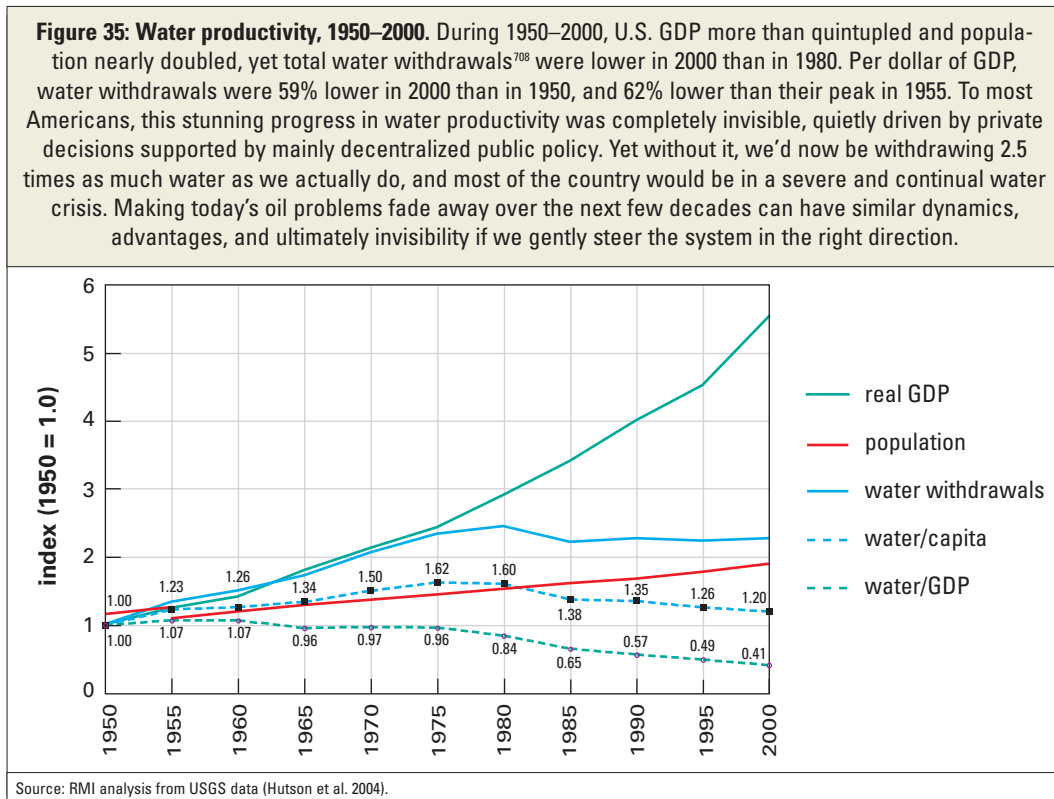 Figure 35: Water productivity, 1950–2000. During 1950–2000, U.S. GDP more than quintupled and popula-
tion nearly doubled, yet total water withdrawals708 were lower in 2000 than in 1980. Per dollar of GDP,
water withdrawals were 59% lower in 2000 than in 1950, and 62% lower than their peak in 1955. To most
Americans, this stunning progress in water productivity was completely invisible, quietly driven by private
decisions supported by mainly decentralized public policy. Yet without it, we'd now be withdrawing 2.5
times as much water as we actually do, and most of the country would be in a severe and continual water
crisis. Making today's oil problems fade away over the next few decades can have similar dynamics,
advantages, and ultimately invisibility if we gently steer the system in the right direction.
index (1950 = 1.0)
6
5
4
3
2
1
0
1.00
1.23
1.26
1.34
1.50
1.62
1.60
1.38
1.35
1.26
1.20
1.00
1.07
1.07
0.96
0.97
0.96
0.84
0.65
0.57
0.49
0.41
1950
1955
1960
1965
1970
1975
1980
1985
1990
1995
2000
real GDP
population
water withdrawals
water/capita
water/GDP
Source: RMI analysis from USGS data (Hutson et al. 2004).